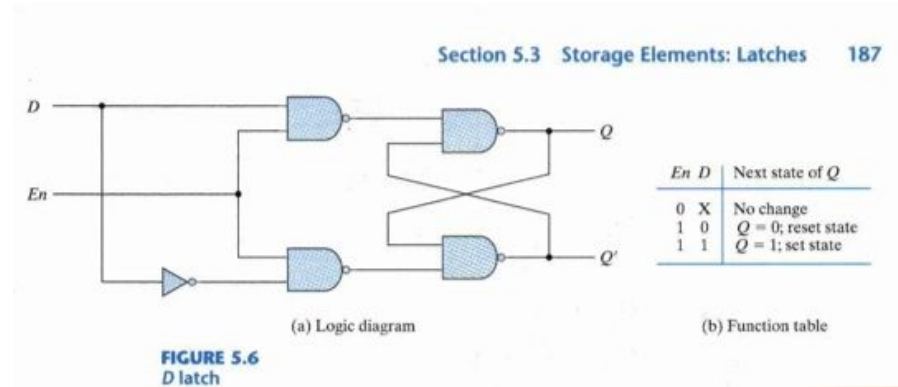 Section 5.3 Storage Elements: Latches 187
D
En
Q
Q'
En D Next state of Q
0 X No change
1 0 Q = 0; reset state
1 1 Q = 1; set state
(a) Logic diagram
(b) Function table
FIGURE 5.6
D latch